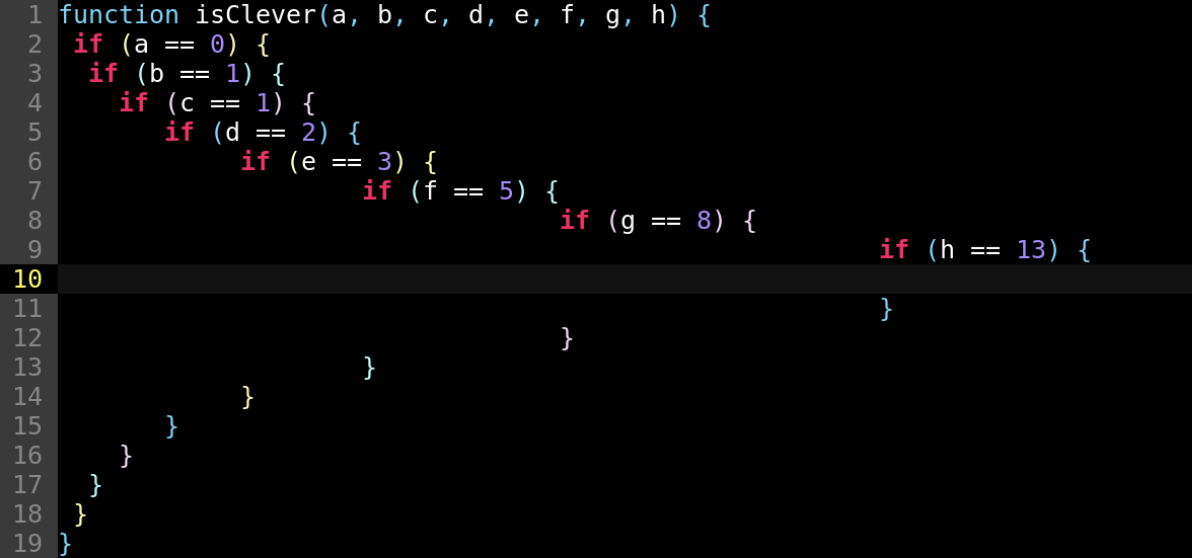 1 function isClever(a, b, c, d, e, f, g, h) {
2  if (a == 0) {
3   if (b == 1) {
4     if (c == 1) {
5        if (d == 2) {
6             if (e == 3) {
7                     if (f == 5) {
8                                  if (g == 8) {
9                                                       if (h == 13) {
10
11                                                       }
12                                 }
13                    }
14            }
15       }
16    }
17  }
18 }
19 }